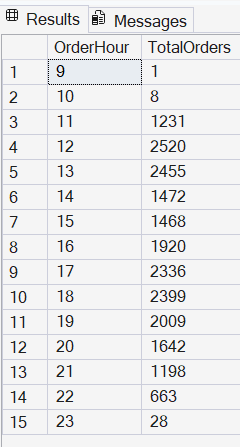 Results Messages
OrderHour TotalOrders
1 9 1
2 10 8
3 11 1231
4 12 2520
5 13 2455
6 14 1472
7 15 1468
8 16 1920
9 17 2336
10 18 2399
11 19 2009
12 20 1642
13 21 1198
14 22 663
15 23 28